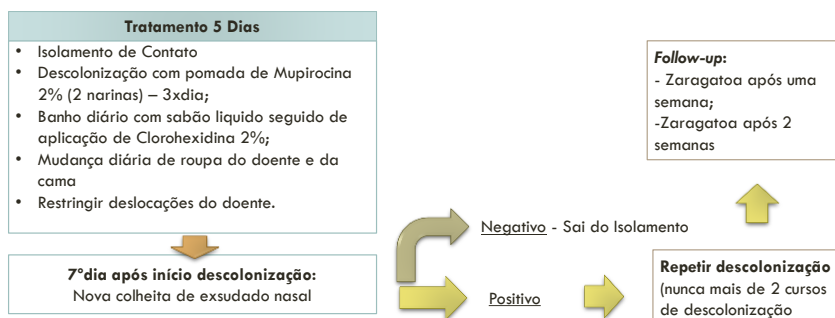 Tratamento 5 Dias
• Isolamento de Contato
• Descolonização com pomada de Mupirocina
2% (2 narinas) – 3xdia;
• Banho diário com sabão liquido seguido de
aplicação de Clorohexidina 2%;
• Mudança diária de roupa do doente e da
cama
• Restringir deslocações do doente.
7ºdia após início descolonização:
Nova colheita de exsudado nasal
Negativo - Sai do Isolamento
Positivo
Repetir descolonização
(nunca mais de 2 cursos
de descolonização
Follow-up:
- Zaragatoa após uma
semana;
-Zaragatoa após 2
semanas